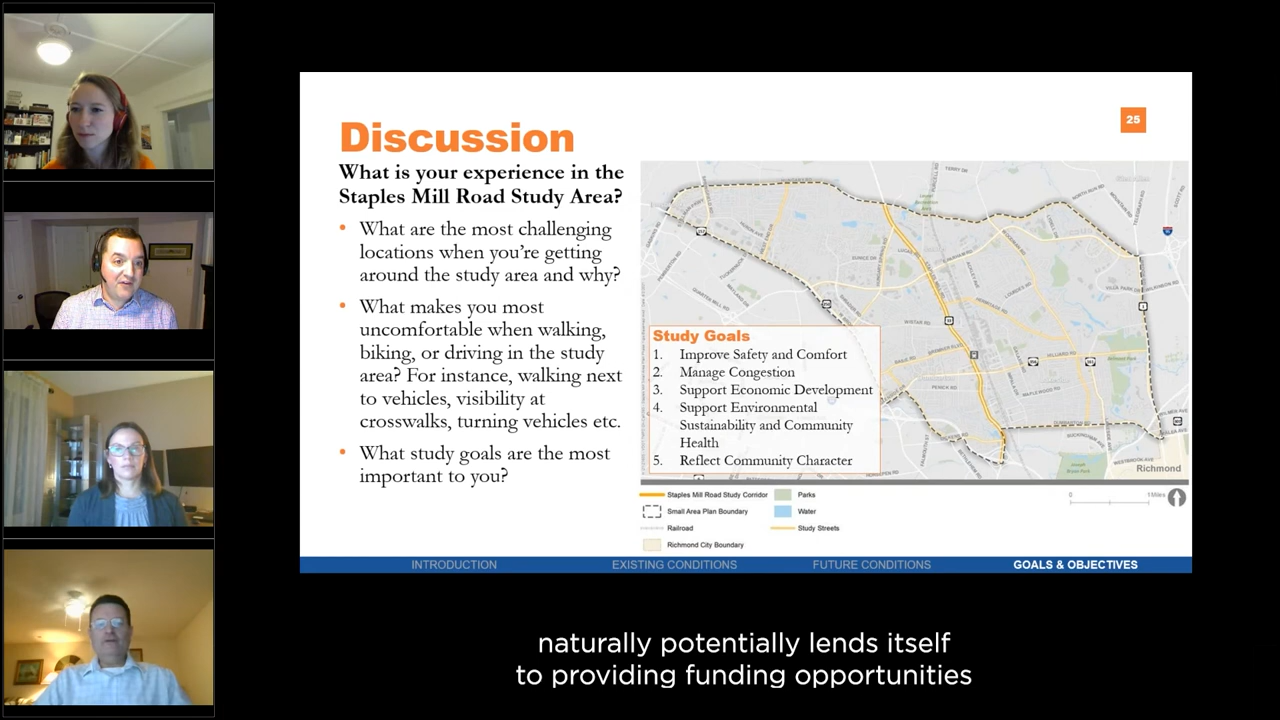 Discussion
25
What is your experience in the
Staples Mill Road Study Area?
• What are the most challenging
locations when you're getting
around the study area and why?
• What makes you most
uncomfortable when walking,
biking, or driving in the study
area? For instance, walking next
to vehicles, visibility at
crosswalks, turning vehicles etc.
• What study goals are the most
important to you?
Study Goals
1. Improve Safety and Comfort
2. Manage Congestion
3. Support Economic Development
4. Support Environmental
Sustainability and Community
Health
5. Reflect Community Character
WISTAR RD
Richmond
Staples Mill Road Study Corridor
Small Area Plan Boundary
Railroad
Richmond City Boundary
Parks
Water
Study Streets
0 1 Miles
INTRODUCTION
EXISTING CONDITIONS
FUTURE CONDITIONS
GOALS & OBJECTIVES
naturally potentially lends itself
to providing funding opportunities